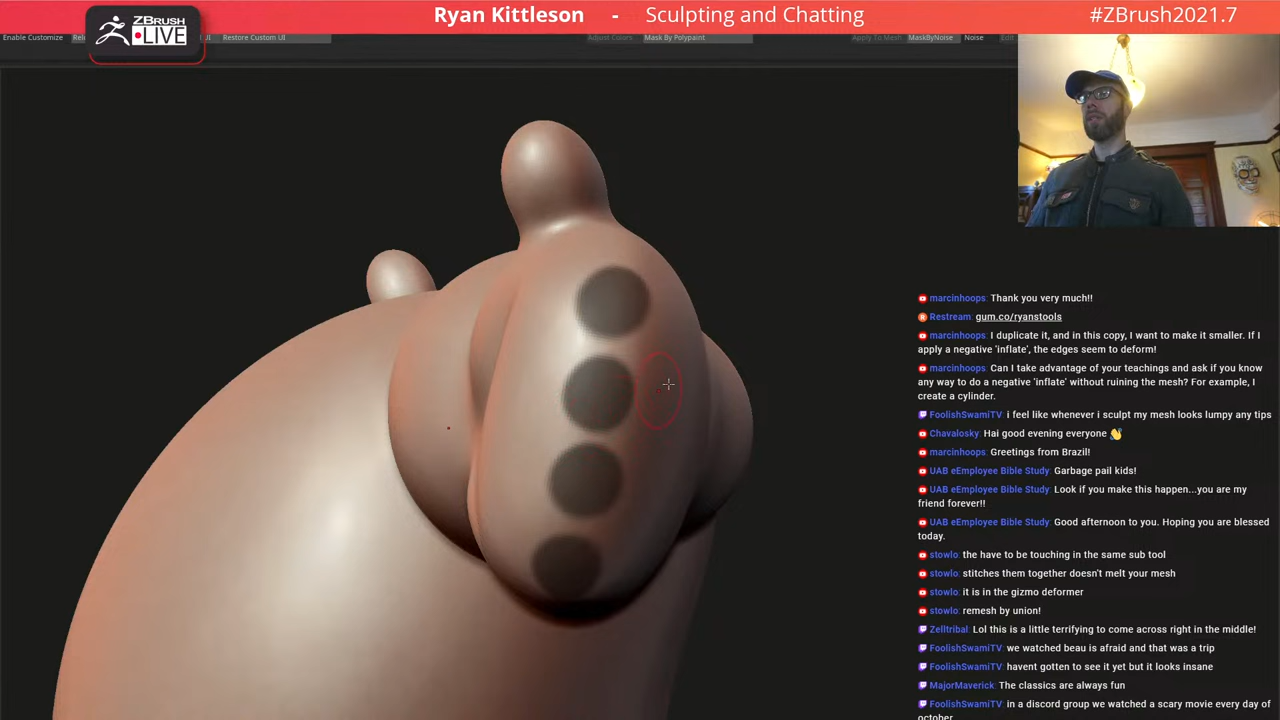 Ryan Kittleson - Sculpting and Chatting #ZBrush2021.7
ZBRUSH
LIVE
Enable Customize Restore Custom UI Adjust Colors Mask By Polypaint Apply To Mesh MaskByNoise Noise Edit
marcinhoops: Thank you very much!!
Restream: gum.co/ryanstools
marcinhoops: I duplicate it, and in this copy, I want to make it smaller. If I
apply a negative 'inflate', the edges seem to deform!
marcinhoops: Can I take advantage of your teachings and ask if you know
any way to do a negative 'inflate' without ruining the mesh? For example, I
create a cylinder.
FoolishSwamiTV: i feel like whenever i sculpt my mesh looks lumpy any tips
Chavalosky: Hai good evening everyone 👋
marcinhoops: Greetings from Brazil!
UAB eEmployee Bible Study: Garbage pail kids!
UAB eEmployee Bible Study: Look if you make this happen...you are my
friend forever!!
UAB eEmployee Bible Study: Good afternoon to you. Hoping you are blessed
today.
stowlo: the have to be touching in the same sub tool
stowlo: stitches them together doesn't melt your mesh
stowlo: it is in the gizmo deformer
stowlo: remesh by union!
Zelltribal: Lol this is a little terrifying to come across right in the middle!
FoolishSwamiTV: we watched beau is afraid and that was a trip
FoolishSwamiTV: havent gotten to see it yet but it looks insane
MajorMaverick: The classics are always fun
FoolishSwamiTV: in a discord group we watched a scary movie every day of
october